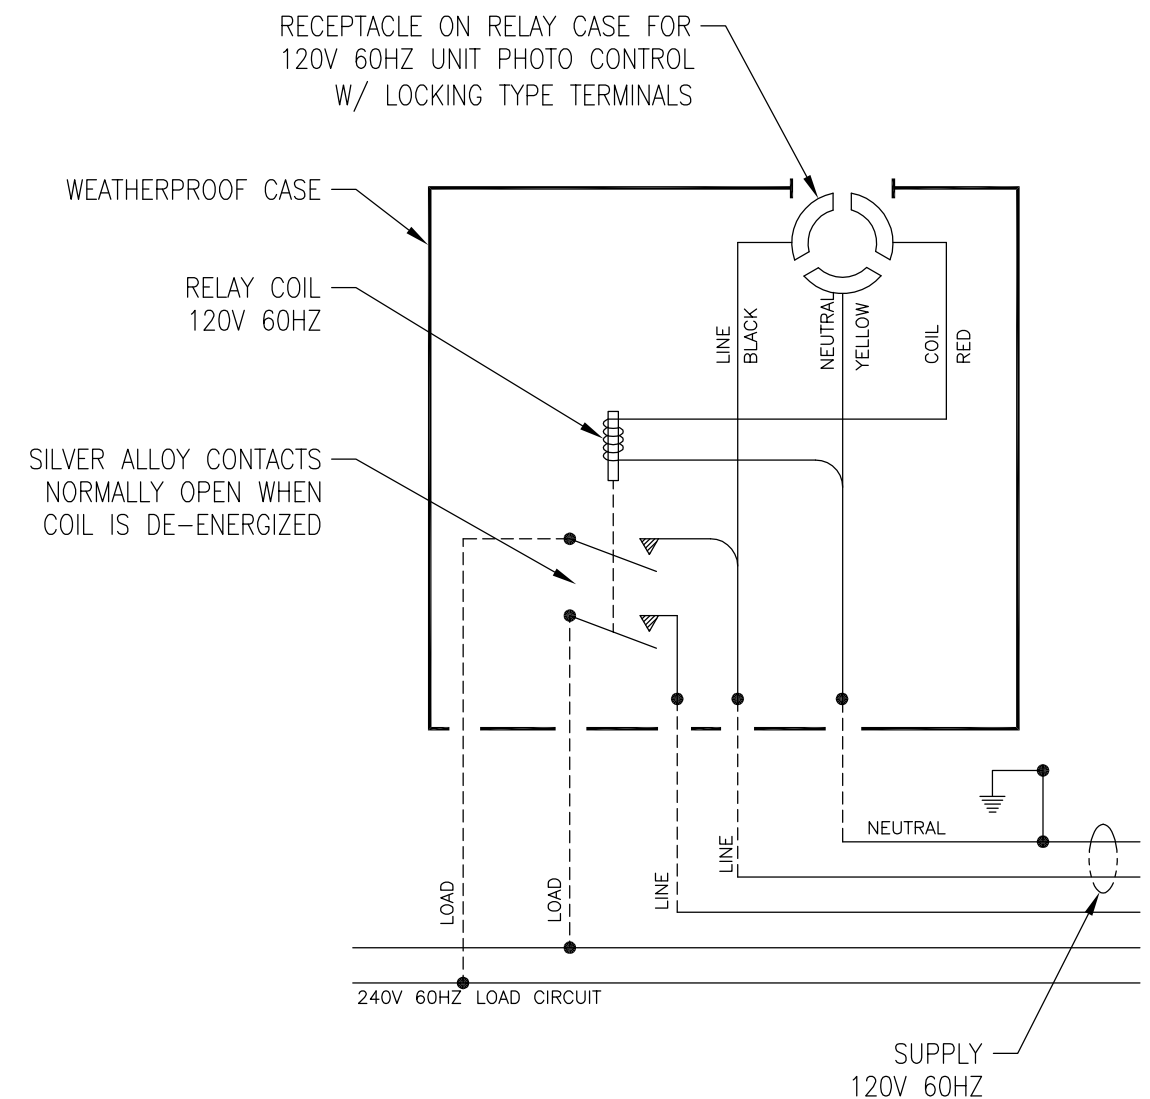 RECEPTACLE ON RELAY CASE FOR
120V 60HZ UNIT PHOTO CONTROL
W/ LOCKING TYPE TERMINALS
WEATHERPROOF CASE
RELAY COIL
120V 60HZ
LINE
BLACK
NEUTRAL
YELLOW
COIL
RED
SILVER ALLOY CONTACTS
NORMALLY OPEN WHEN
COIL IS DE-ENERGIZED
NEUTRAL
LOAD
LOAD
LINE
LINE
240V 60HZ LOAD CIRCUIT
SUPPLY
120V 60HZ